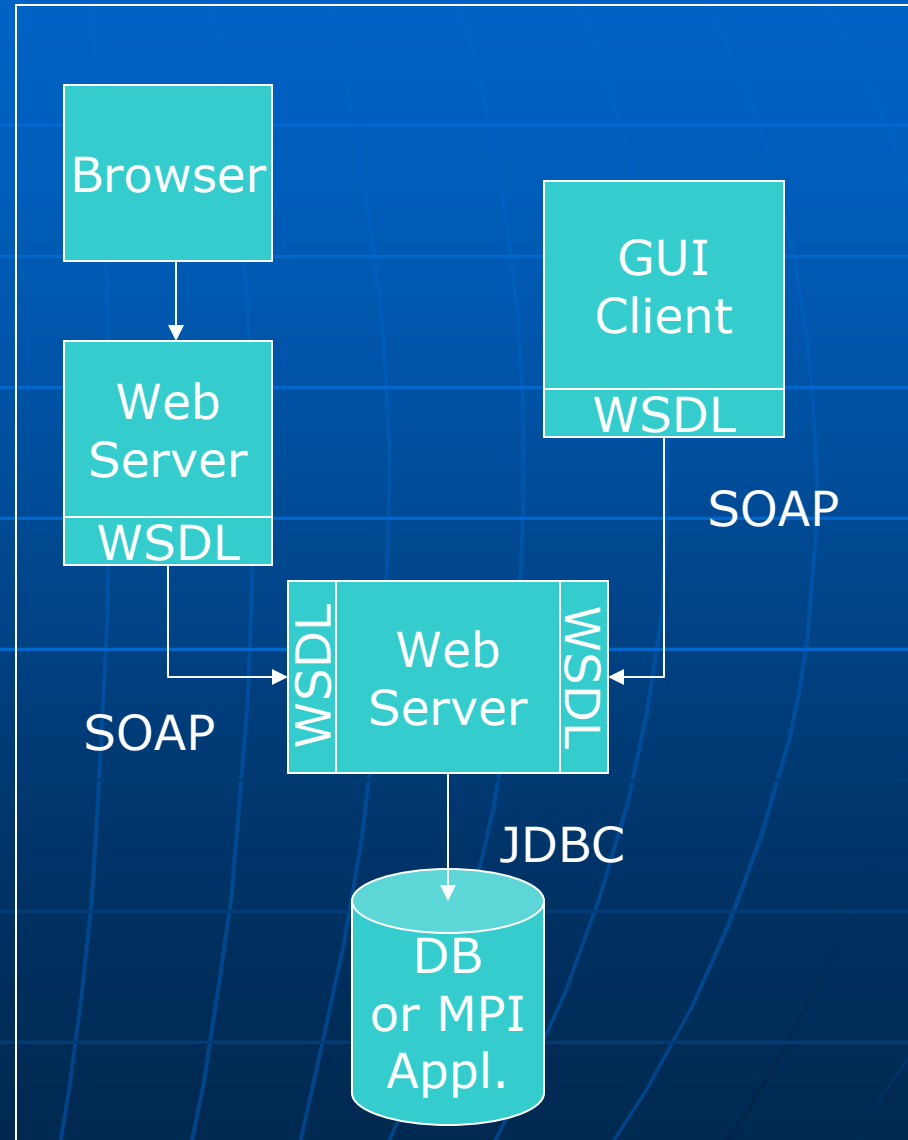 Browser
GUI
Client
WSDL
Web
Server
WSDL
SOAP
WSDL
Web
Server
WSDL
SOAP
JDBC
DB
or MPI
Appl.